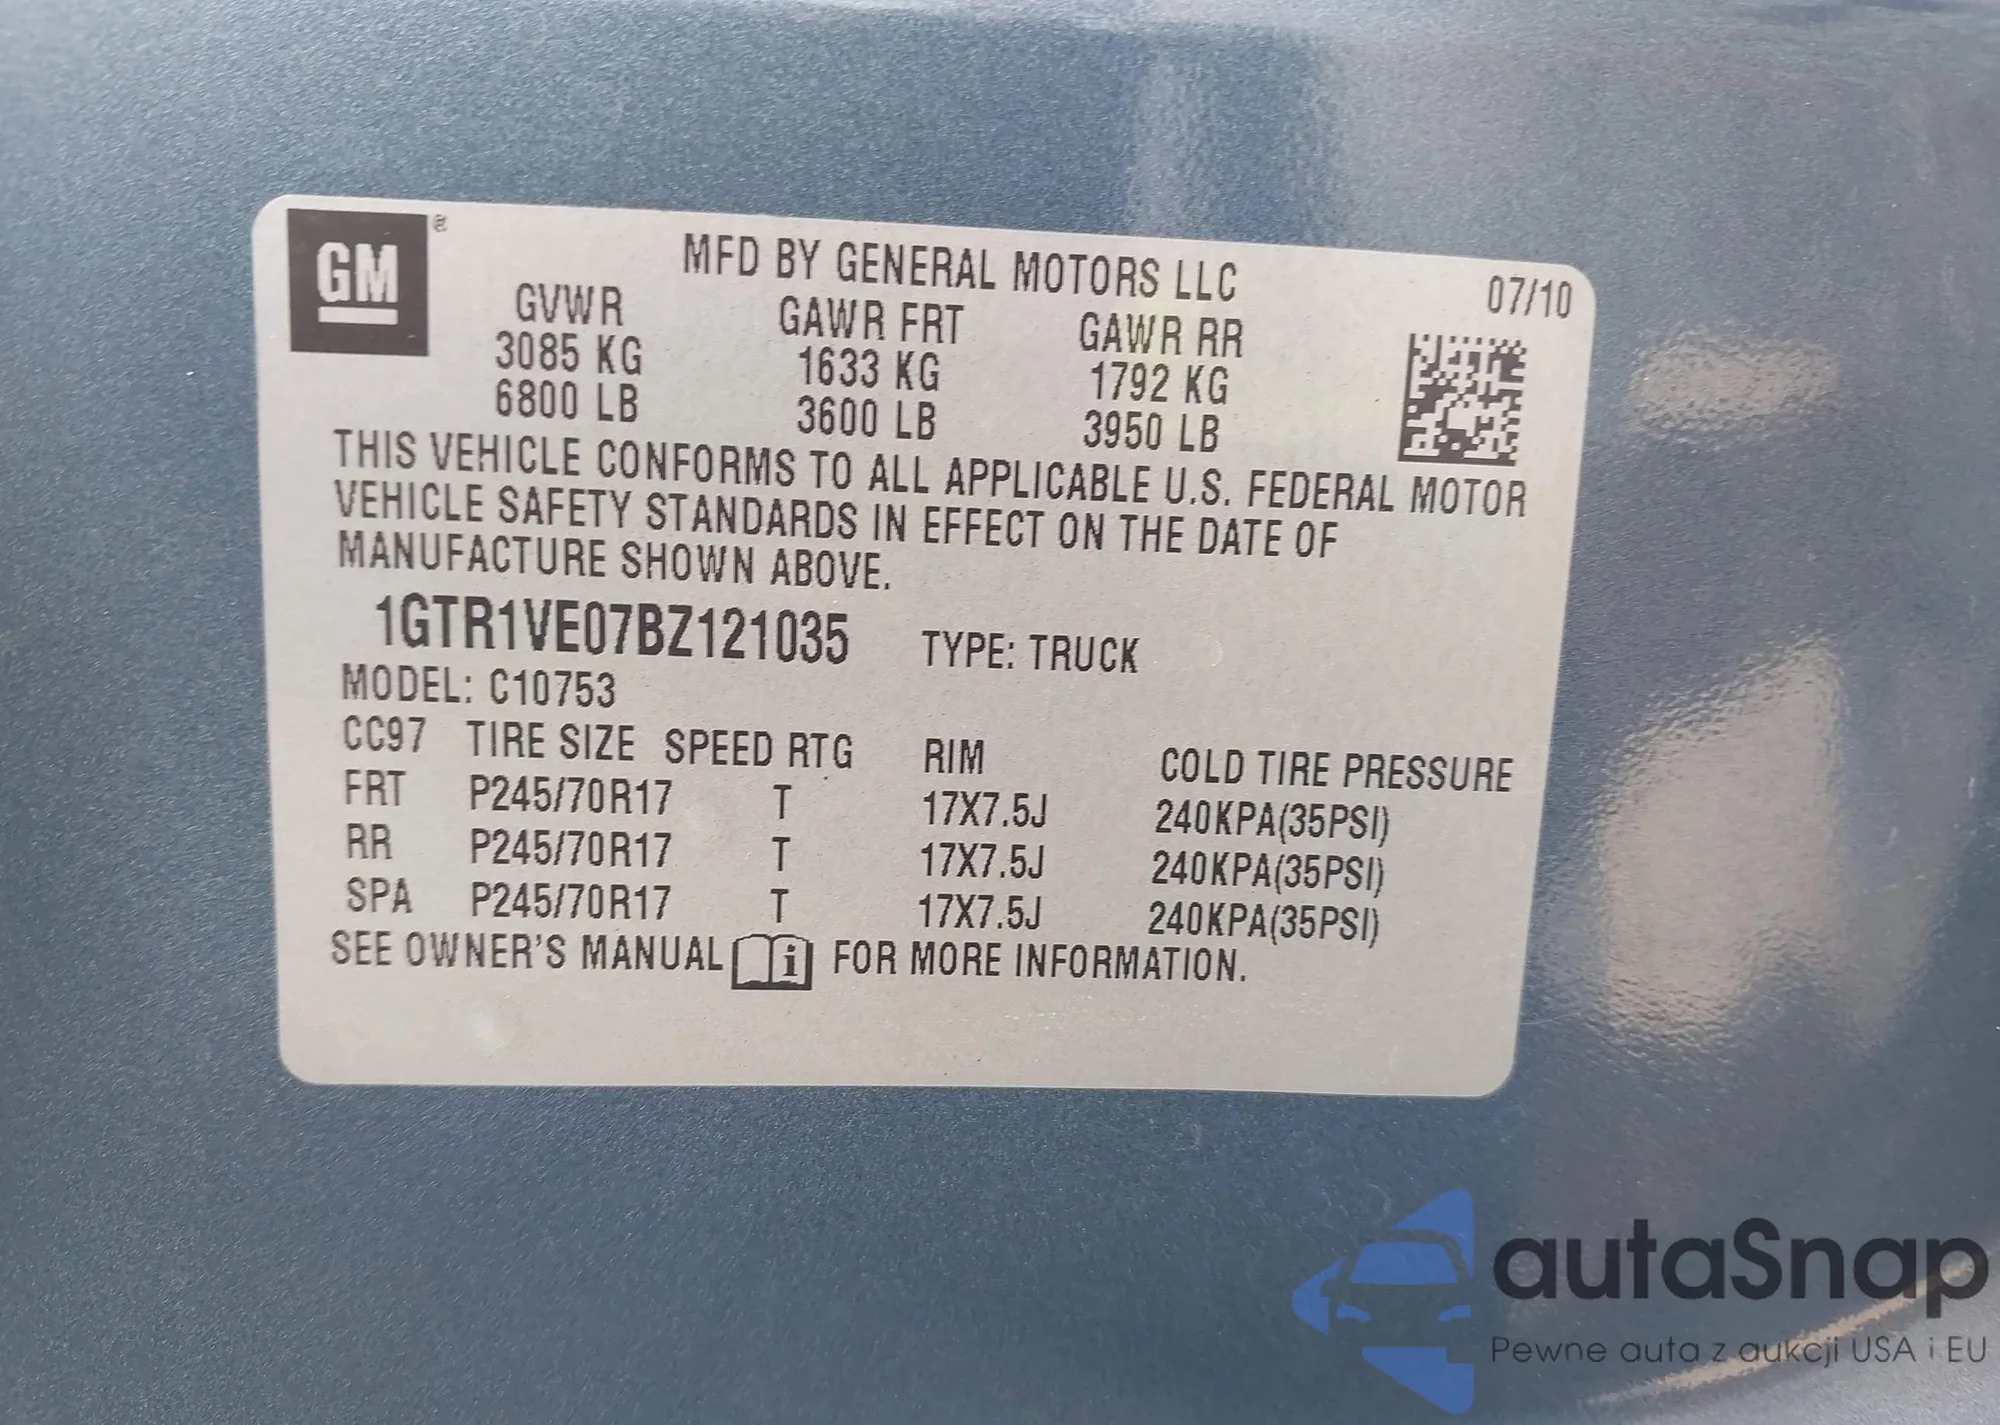 GM ®
MFD BY GENERAL MOTORS LLC 07/10
GVWR GAWR FRT GAWR RR
3085 KG 1633 KG 1792 KG
6800 LB 3600 LB 3950 LB
THIS VEHICLE CONFORMS TO ALL APPLICABLE U.S. FEDERAL MOTOR
VEHICLE SAFETY STANDARDS IN EFFECT ON THE DATE OF
MANUFACTURE SHOWN ABOVE.
1GTR1VE07BZ121035 TYPE: TRUCK
MODEL: C10753
CC97 TIRE SIZE SPEED RTG RIM COLD TIRE PRESSURE
FRT P245/70R17 T 17X7.5J 240KPA(35PSI)
RR P245/70R17 T 17X7.5J 240KPA(35PSI)
SPA P245/70R17 T 17X7.5J 240KPA(35PSI)
SEE OWNER'S MANUAL i FOR MORE INFORMATION.
autaSnap
Pewne auta z aukcji USA i EU